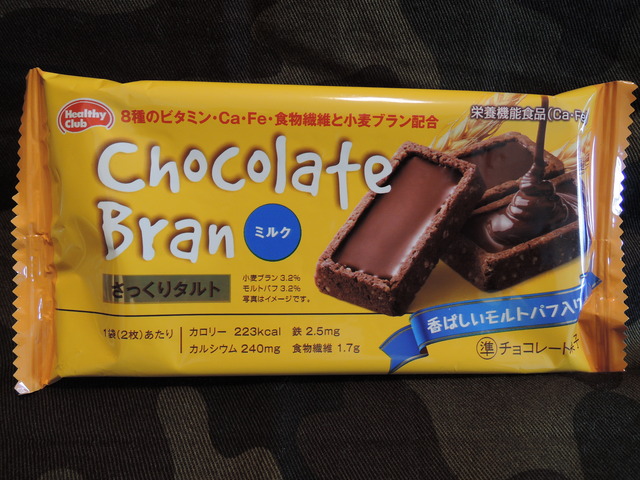 Healthy Club
8種のビタミン・Ca・Fe・食物繊維と小麦ブラン配合
栄養機能食品(Ca・Fe)
Chocolate
Bran
ミルク
さっくりタルト
小麦ブラン 3.2%
モルトパフ 3.2%
写真はイメージです。
香ばしいモルトパフ入り
1袋(2枚)あたり
カロリー 223kcal 鉄 2.5mg
カルシウム 240mg 食物繊維 1.7g
準 チョコレート菓子